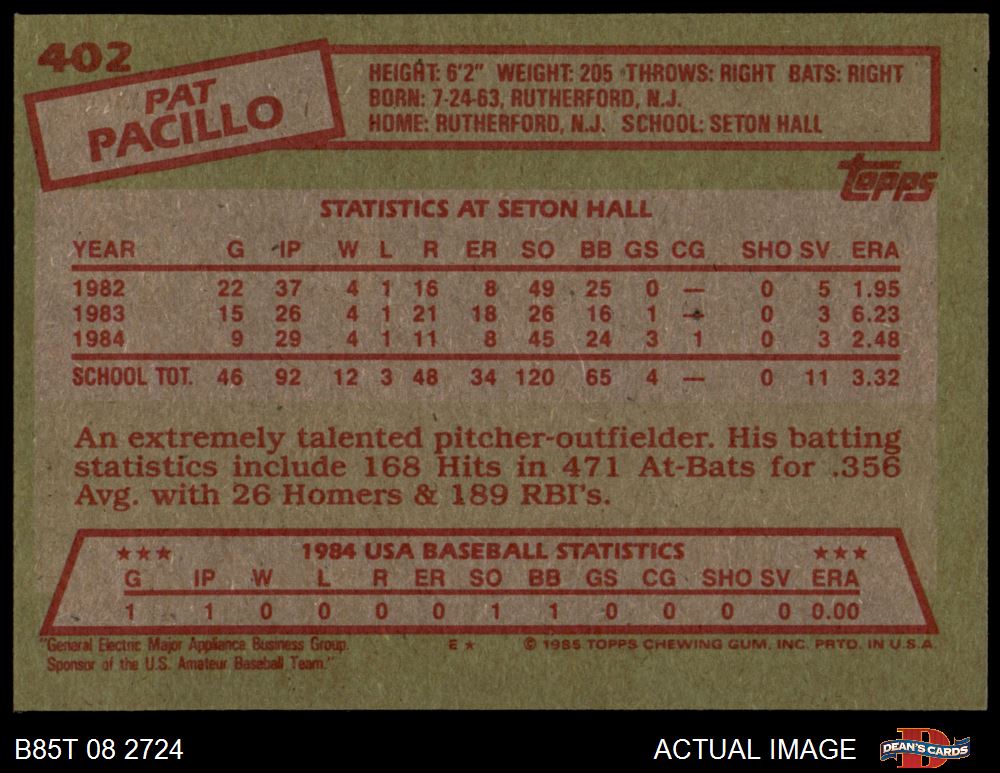 402
PAT
PACILLO
HEIGHT: 6'2" WEIGHT: 205 THROWS: RIGHT BATS: RIGHT
BORN: 7-24-63, RUTHERFORD, N.J.
HOME: RUTHERFORD, N.J. SCHOOL: SETON HALL
topps
STATISTICS AT SETON HALL
YEAR G IP W L R ER SO BB GS CG SHO SV ERA
1982 22 37 4 1 16 8 49 25 0 — 0 5 1.95
1983 15 26 4 1 21 18 26 16 1 — 0 3 6.23
1984 9 29 4 1 11 8 45 24 3 1 0 3 2.48
SCHOOL TOT. 46 92 12 3 48 34 120 65 4 — 0 11 3.32
An extremely talented pitcher-outfielder. His batting
statistics include 168 Hits in 471 At-Bats for .356
Avg. with 26 Homers & 189 RBI's.
★★★ 1984 USA BASEBALL STATISTICS ★★★
G IP W L R ER SO BB GS CG SHO SV ERA
1 1 0 0 0 0 1 1 0 0 0 0 0.00
"General Electric Major Appliance Business Group.
Sponsor of the U.S. Amateur Baseball Team."
E★ © 1985 TOPPS CHEWING GUM, INC. PRTD. IN U.S.A.
B85T 08 2724
ACTUAL IMAGE
DEAN'S CARDS